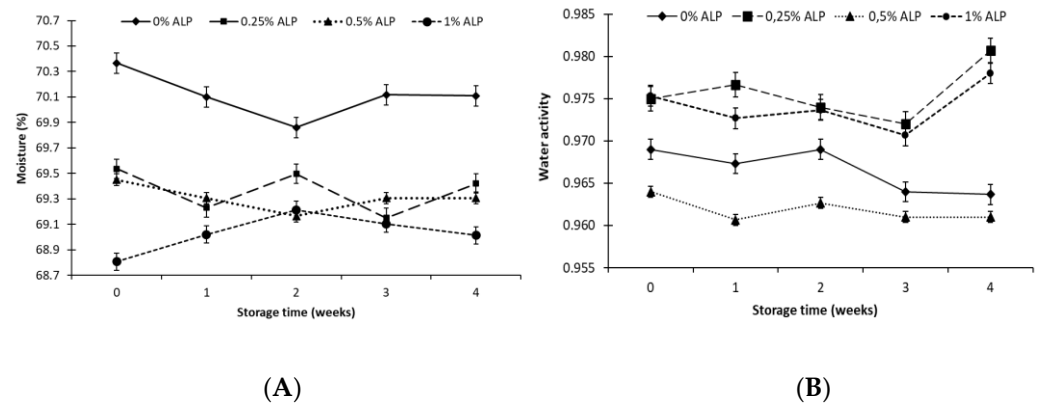 0% ALP 0.25% ALP 0.5% ALP 1% ALP
70.7
70.5
70.3
70.1
69.9
69.7
69.5
69.3
69.1
68.9
68.7
Moisture (%)
0 1 2 3 4
Storage time (weeks)
(A)
0% ALP 0,25% ALP 0,5% ALP 1% ALP
0.985
0.980
0.975
0.970
0.965
0.960
0.955
Water activity
0 1 2 3 4
Storage time (weeks)
(B)